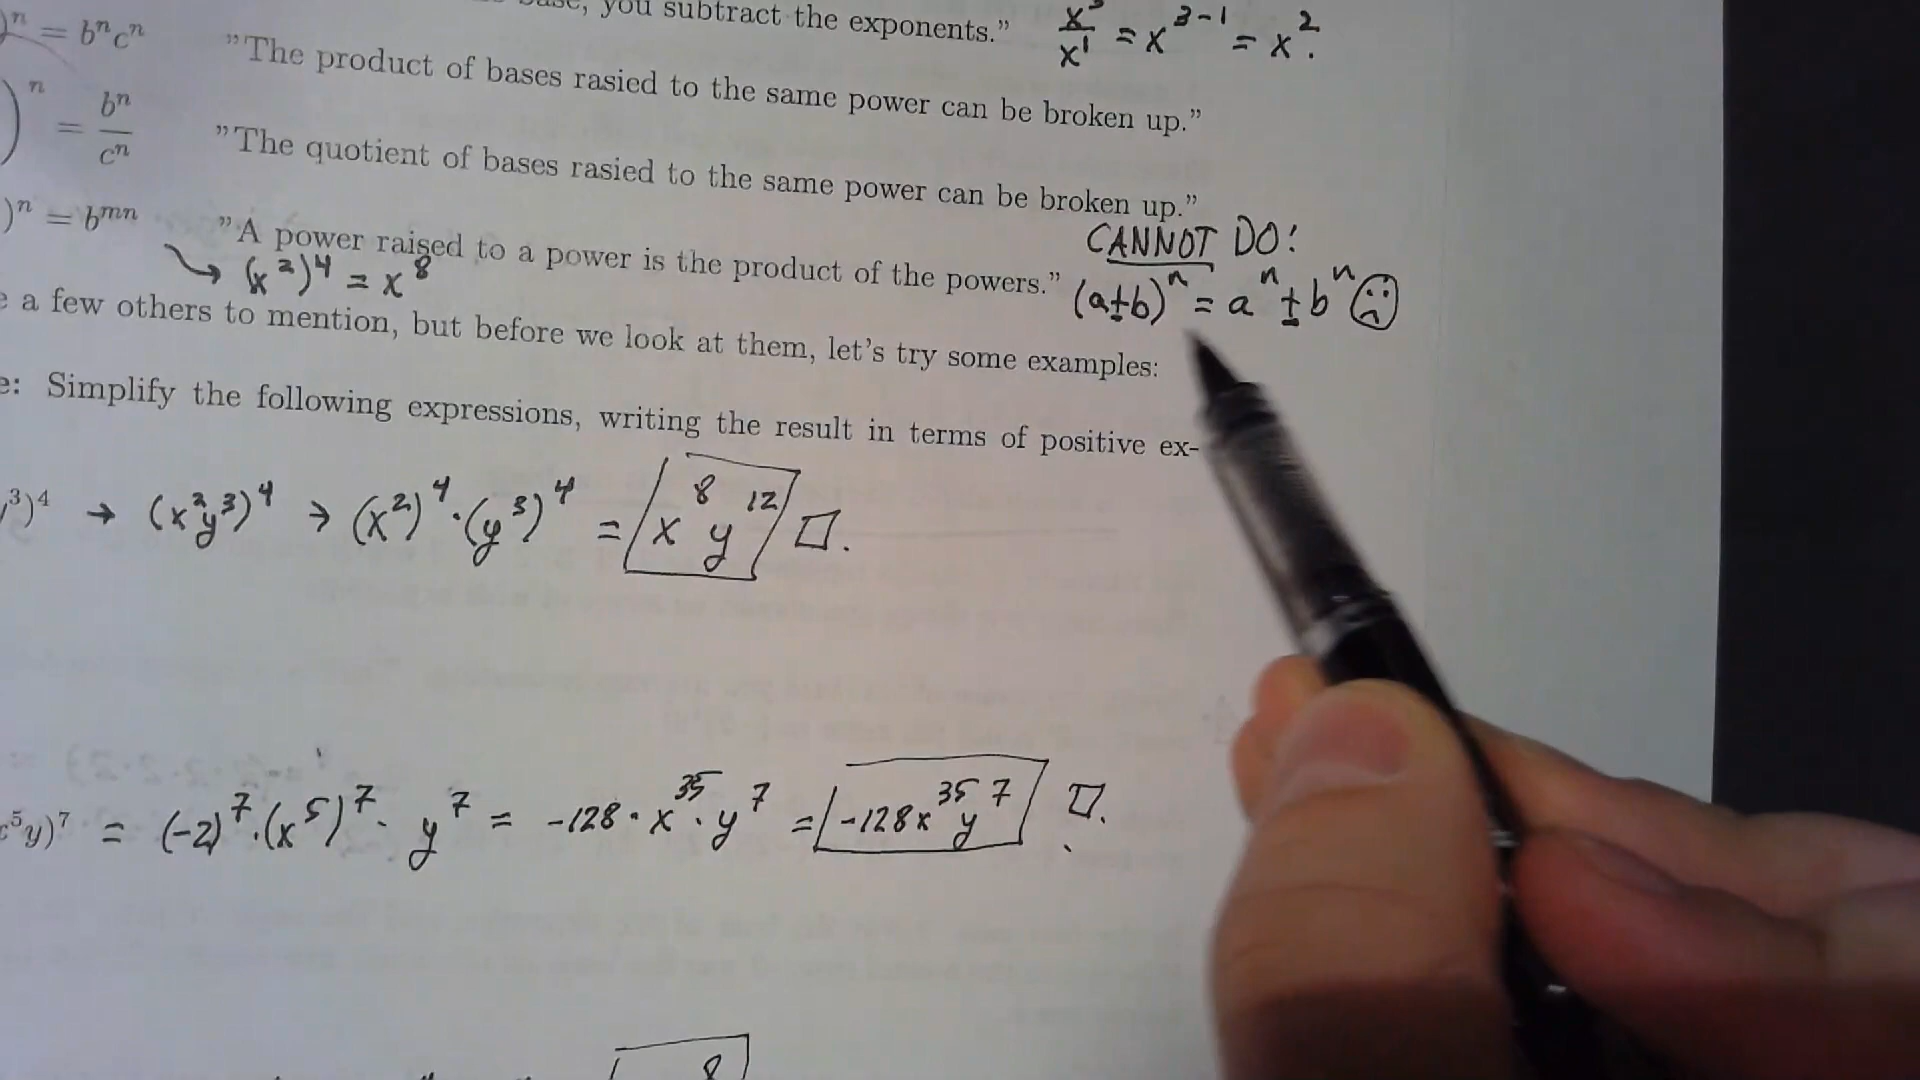 base, you subtract the exponents." x³/x¹ = x³⁻¹ = x².
)ⁿ = bⁿcⁿ "The product of bases rasied to the same power can be broken up."
)ⁿ = bⁿ/cⁿ "The quotient of bases rasied to the same power can be broken up."
)ⁿ = bᵐⁿ "A power raised to a power is the product of the powers."
CANNOT DO!
(a±b)ⁿ = aⁿ ± bⁿ
(x²)⁴ = x⁸
a few others to mention, but before we look at them, let's try some examples:
e: Simplify the following expressions, writing the result in terms of positive ex-
³)⁴ → (x²y³)⁴ → (x²)⁴·(y³)⁴ = x⁸y¹² □.
⁵y)⁷ = (-2)⁷·(x⁵)⁷·y⁷ = -128·x³⁵·y⁷ = -128x³⁵y⁷ □.
8